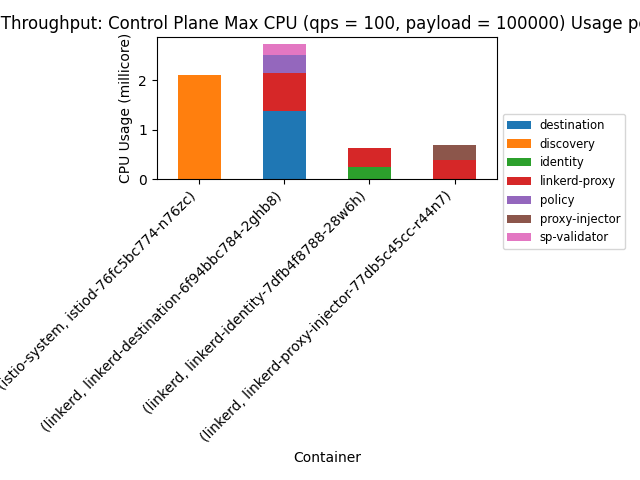 Throughput: Control Plane Max CPU (qps = 100, payload = 100000) Usage p
CPU Usage (millicore)
2
1
0
destination
discovery
identity
linkerd-proxy
policy
proxy-injector
sp-validator
(istio-system, istiod-76fc5bc774-n76zc)
(linkerd, linkerd-destination-6f94bbc784-2ghb8)
(linkerd, linkerd-identity-7dfb4f8788-28w6h)
(linkerd, linkerd-proxy-injector-77db5c45cc-r44n7)
Container